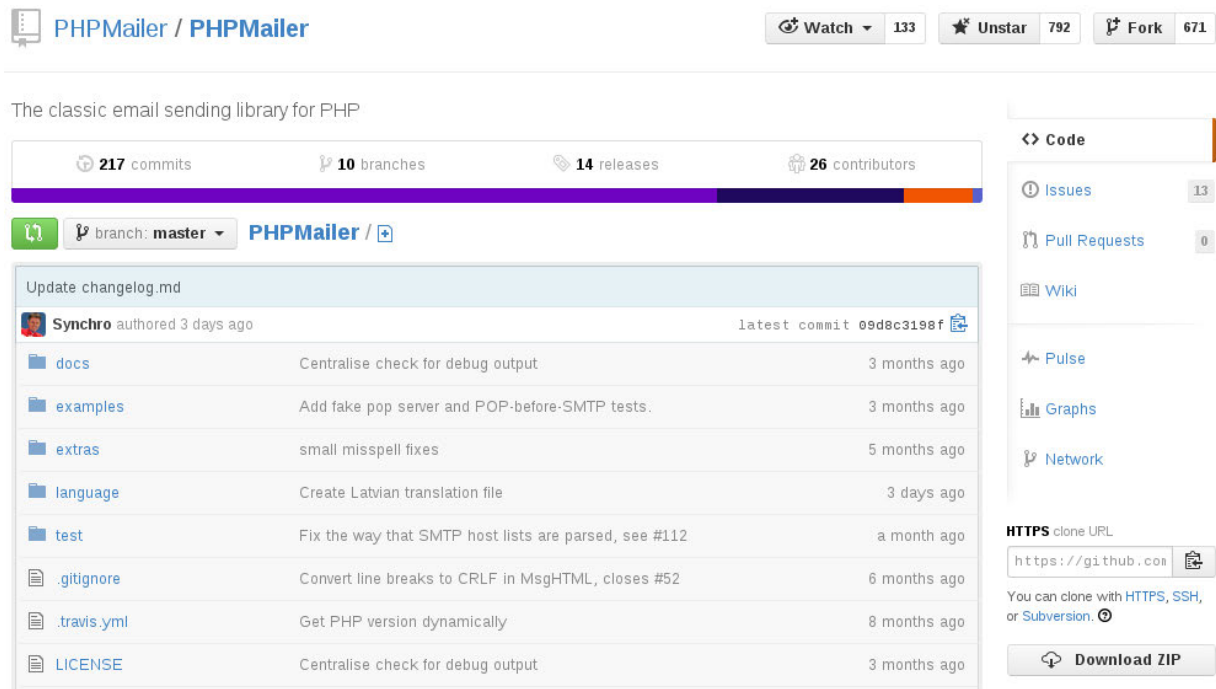 PHPMailer / PHPMailer
Watch 133 Unstar 792 Fork 671
The classic email sending library for PHP
217 commits 10 branches 14 releases 26 contributors
branch: master PHPMailer /
Update changelog.md
Synchro authored 3 days ago latest commit 09d8c3198f
docs Centralise check for debug output 3 months ago
examples Add fake pop server and POP-before-SMTP tests. 3 months ago
extras small misspell fixes 5 months ago
language Create Latvian translation file 3 days ago
test Fix the way that SMTP host lists are parsed, see #112 a month ago
.gitignore Convert line breaks to CRLF in MsgHTML, closes #52 6 months ago
.travis.yml Get PHP version dynamically 8 months ago
LICENSE Centralise check for debug output 3 months ago
Code
Issues 13
Pull Requests 0
Wiki
Pulse
Graphs
Network
HTTPS clone URL
https://github.com
You can clone with HTTPS, SSH,
or Subversion.
Download ZIP